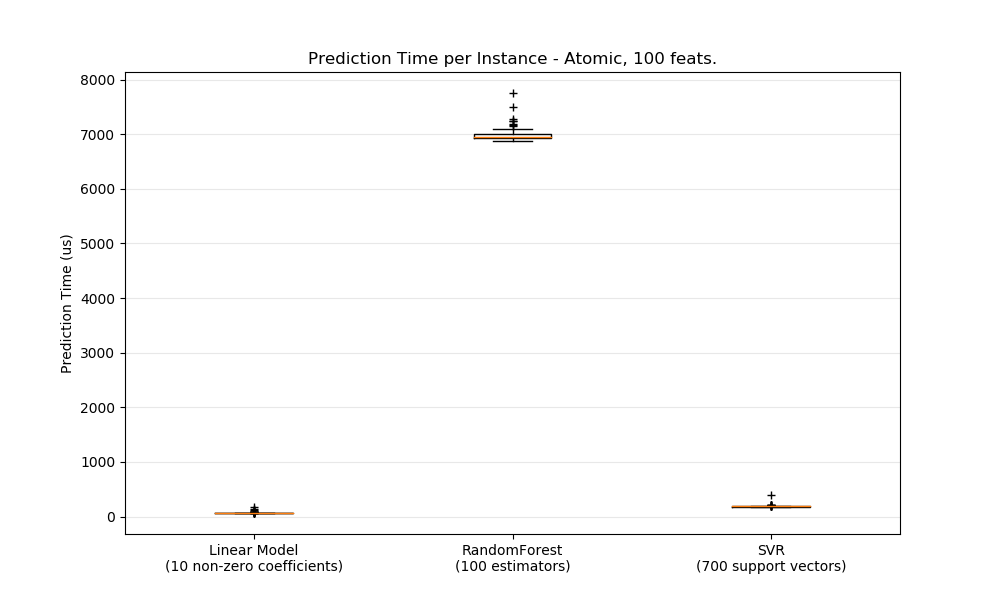 Prediction Time per Instance - Atomic, 100 feats.
8000
7000
6000
5000
4000
3000
2000
1000
0
Prediction Time (us)
Linear Model
(10 non-zero coefficients)
RandomForest
(100 estimators)
SVR
(700 support vectors)